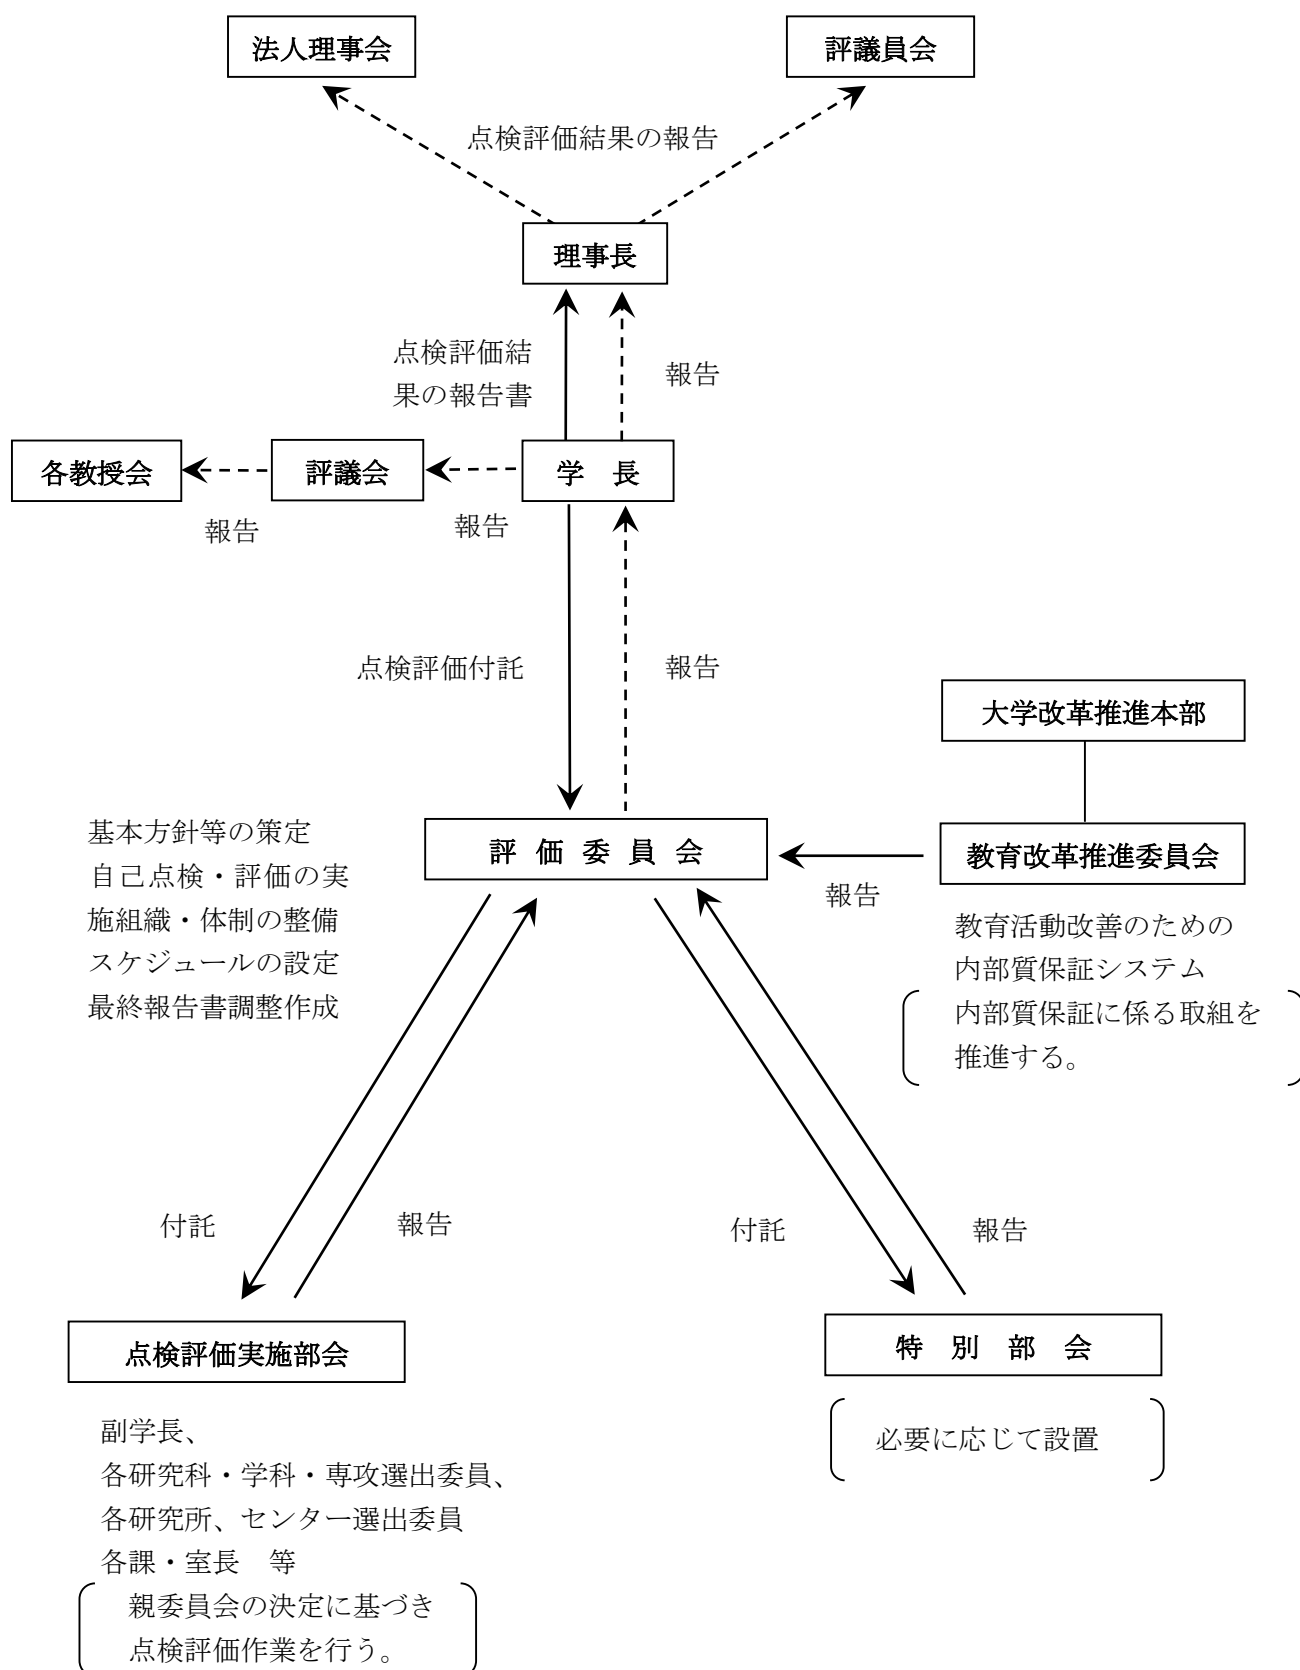 法人理事会
評議員会
点検評価結果の報告
理事長
点検評価結
果の報告書
報告
各教授会
評議会
学　長
報告
報告
点検評価付託
報告
大学改革推進本部
基本方針等の策定
自己点検・評価の実
施組織・体制の整備
スケジュールの設定
最終報告書調整作成
評 価 委 員 会
報告
教育改革推進委員会
教育活動改善のための
内部質保証システム
内部質保証に係る取組を
推進する。
付託
報告
付託
報告
点検評価実施部会
特　別　部　会
副学長、
各研究科・学科・専攻選出委員、
各研究所、センター選出委員
各課・室長　等
親委員会の決定に基づき
点検評価作業を行う。
必要に応じて設置